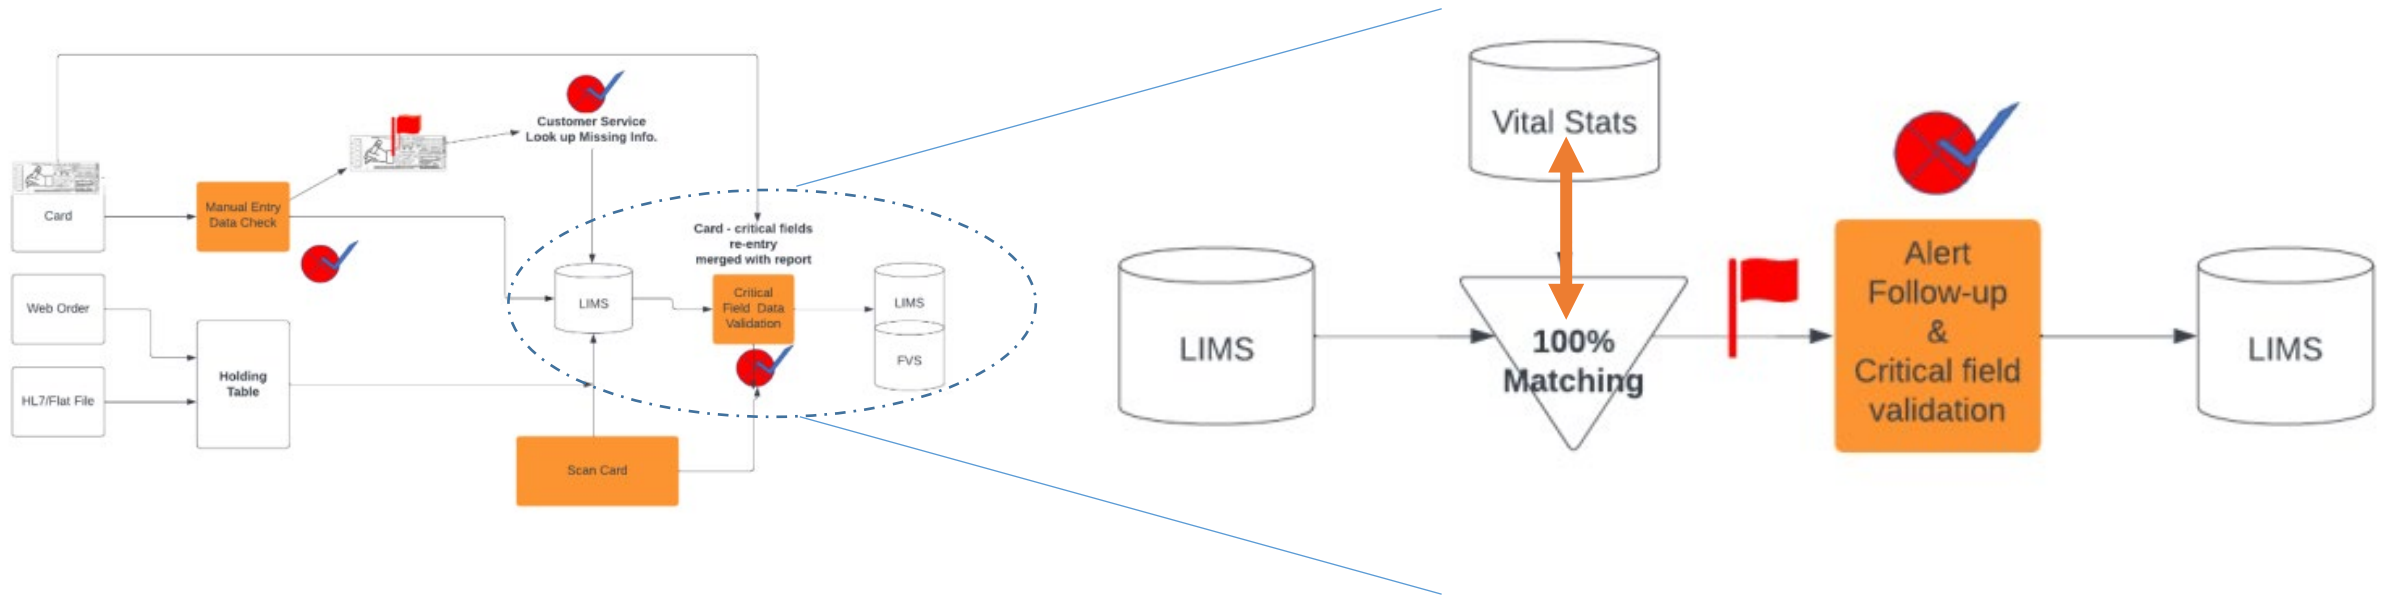 Customer Service
Look up Missing Info.
Card
Manual Entry
Data Check
Card - critical fields
re-entry
merged with report
Web Order
HL7/Flat File
Holding
Table
LIMS
Critical
Field Data
Validation
LIMS
FVS
Scan Card
Vital Stats
LIMS
100%
Matching
Alert
Follow-up
&
Critical field
validation
LIMS